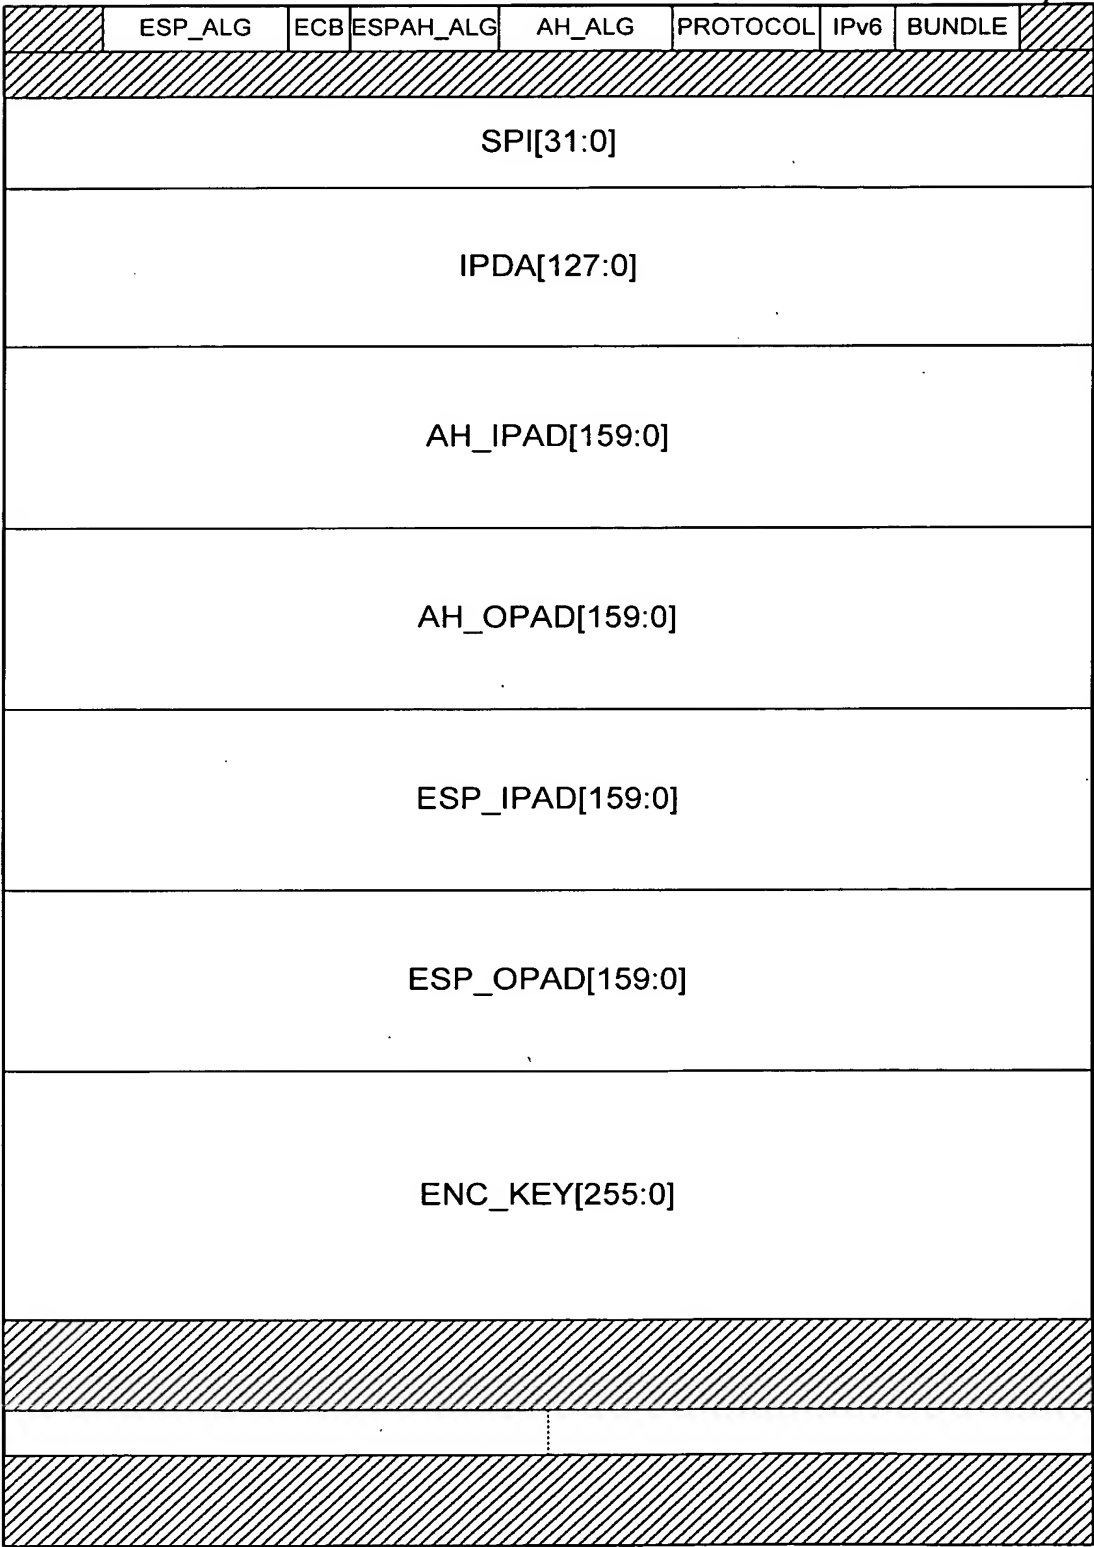 ESP_ALG ECB ESPAH_ALG AH_ALG PROTOCOL IPv6 BUNDLE
SPI[31:0]
IPDA[127:0]
AH_IPAD[159:0]
AH_OPAD[159:0]
ESP_IPAD[159:0]
ESP_OPAD[159:0]
ENC_KEY[255:0]